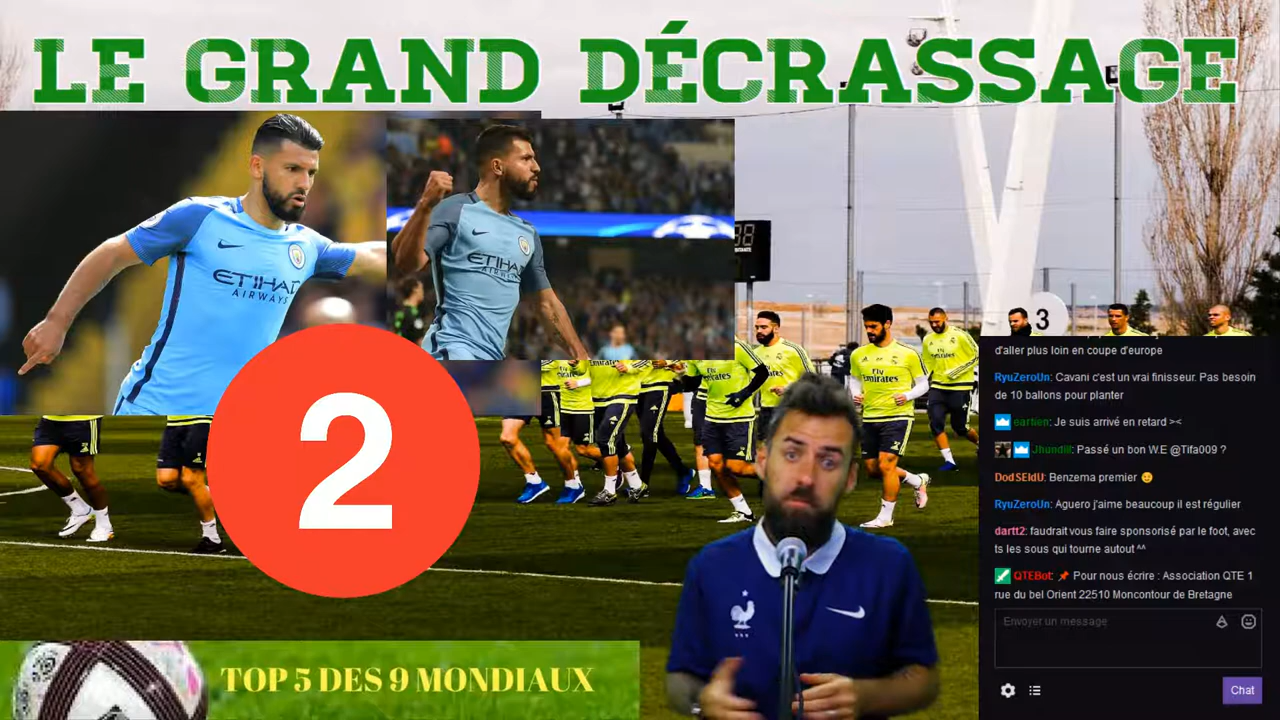 LE GRAND DÉCRASSAGE
ETIHAD
AIRWAYS
ETIHAD
AIRWAYS
3
Emirates
Emirates
2
d'aller plus loin en coupe d'europe
RyuZeroUn: Cavani c'est un vrai finisseur. Pas besoin
de 10 ballons pour planter
eartien: Je suis arrivé en retard ><
Jhundill: Passé un bon W.E @Tifa009 ?
DodSEldU: Benzema premier 😉
RyuZeroUn: Aguero j'aime beaucoup il est régulier
dartt2: faudrait vous faire sponsorisé par le foot, avec
ts les sous qui tourne autout ^^
QTEBot: 📌 Pour nous écrire : Association QTE 1
rue du bel Orient 22510 Moncontour de Bretagne
Envoyer un message
Chat
TOP 5 DES 9 MONDIAUX